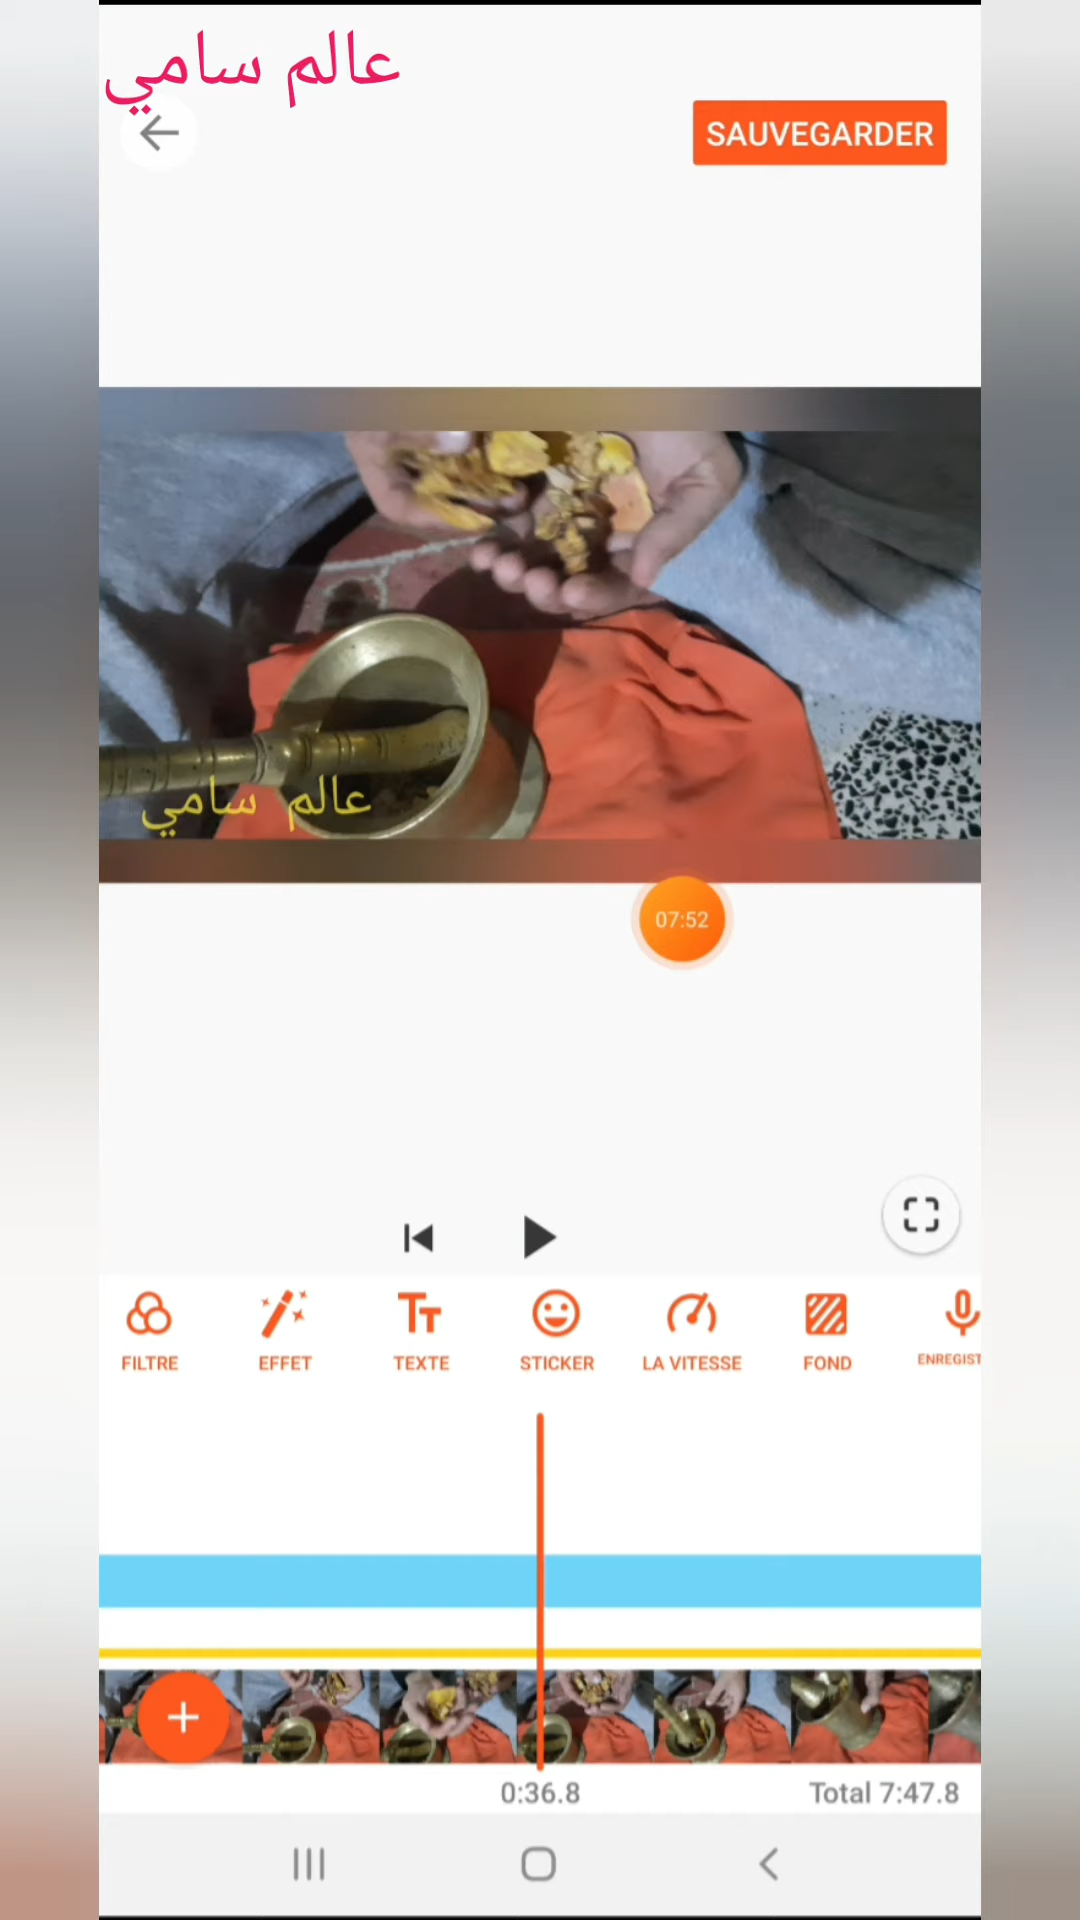 عالم سامي
SAUVEGARDER
عالم سامي
07:52
FILTRE
EFFET
TEXTE
STICKER
LA VITESSE
FOND
ENREGIST
0:36.8
Total 7:47.8